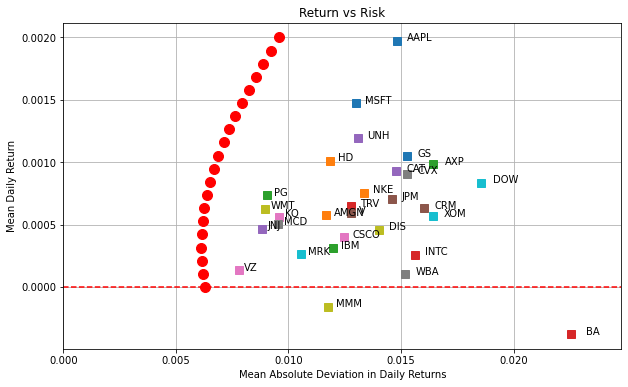 Return vs Risk
0.0020
AAPL
0.0015
MSFT
UNH
HD
GS
AXP
0.0010
CAT
CVX
DOW
PG
NKE
JPM
WMT
TRV
CRM
KO
AMGN
V
XOM
0.0005
MCD
JNJ
DIS
CSCO
IBM
MRK
INTC
VZ
WBA
0.0000
MMM
BA
0.000 0.005 0.010 0.015 0.020
Mean Absolute Deviation in Daily Returns
Mean Daily Return